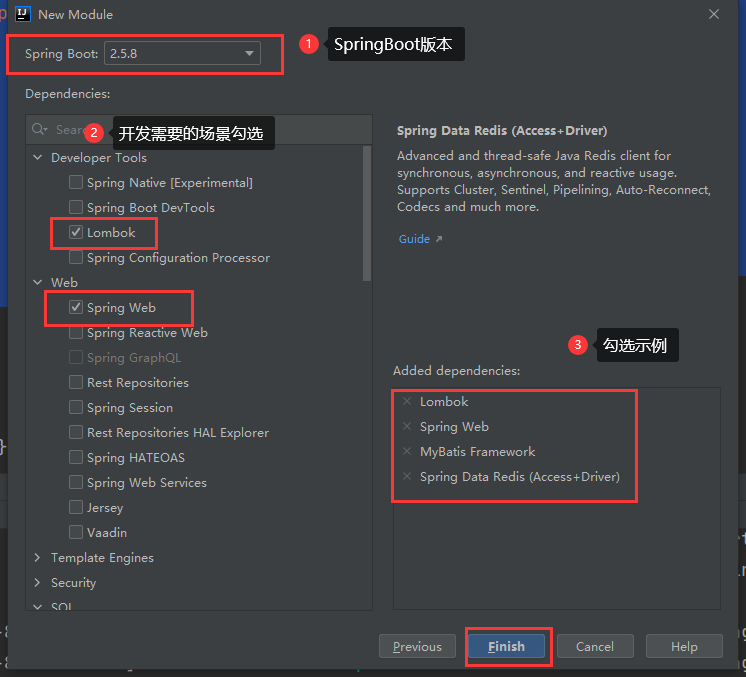 New Module
Spring Boot: 2.5.8
1 SpringBoot版本
Dependencies:
2 开发需要的场景勾选
Developer Tools
Spring Native [Experimental]
Spring Boot DevTools
Lombok
Spring Configuration Processor
Web
Spring Web
Spring Reactive Web
Spring GraphQL
Rest Repositories
Spring Session
Rest Repositories HAL Explorer
Spring HATEOAS
Spring Web Services
Jersey
Vaadin
Template Engines
Security
SQL
Spring Data Redis (Access+Driver)
Advanced and thread-safe Java Redis client for
synchronous, asynchronous, and reactive usage.
Supports Cluster, Sentinel, Pipelining, Auto-Reconnect,
Codecs and much more.
Guide
3 勾选示例
Added dependencies:
Lombok
Spring Web
MyBatis Framework
Spring Data Redis (Access+Driver)
Previous
Finish
Cancel
Help